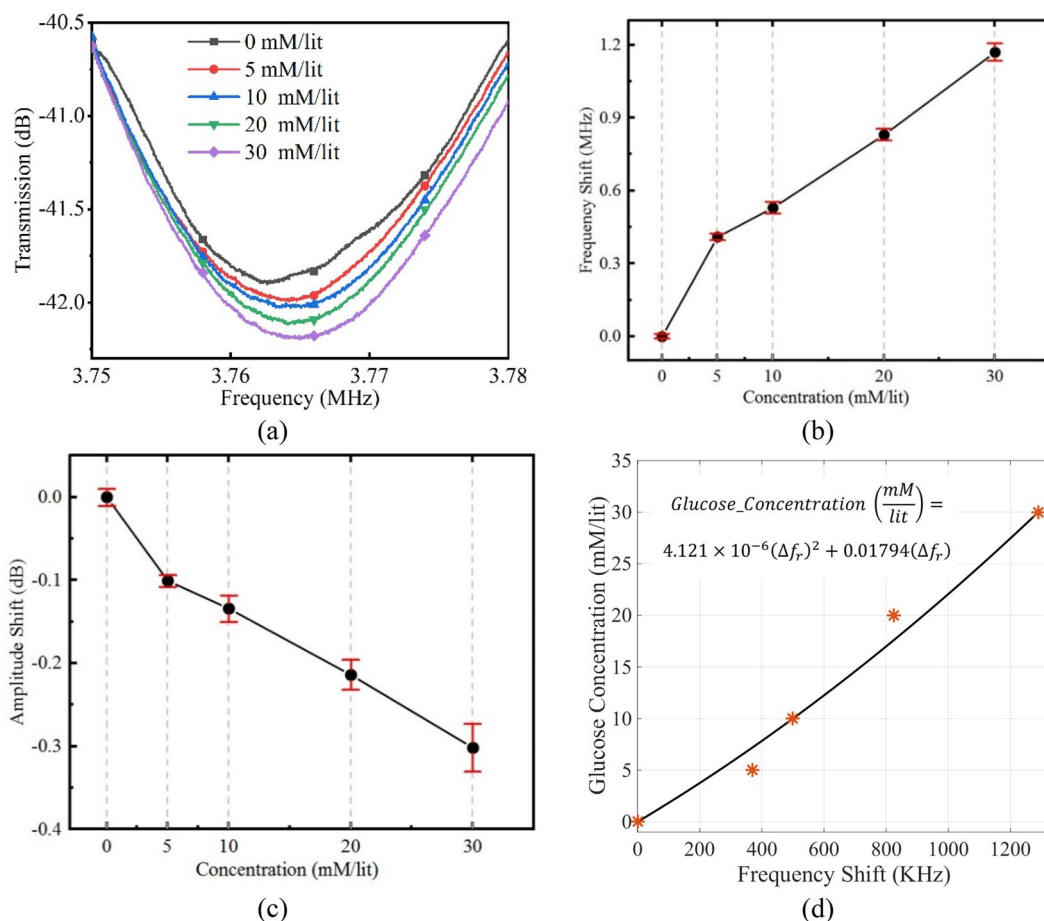 -40.5
-41.0
-41.5
-42.0
Transmission (dB)
0 mM/lit
5 mM/lit
10 mM/lit
20 mM/lit
30 mM/lit
3.75 3.76 3.77 3.78
Frequency (MHz)
(a)
1.2
0.9
0.6
0.3
0.0
Frequency Shift (MHz)
0 5 10 20 30
Concentration (mM/lit)
(b)
0.0
-0.1
-0.2
-0.3
-0.4
Amplitude Shift (dB)
0 5 10 20 30
Concentration (mM/lit)
(c)
35
30
25
20
15
10
5
0
Glucose Concentration (mM/lit)
Glucose_Concentration (mM/lit) =
4.121 × 10⁻⁶(Δfᵣ)² + 0.01794(Δfᵣ)
0 200 400 600 800 1000 1200
Frequency Shift (KHz)
(d)